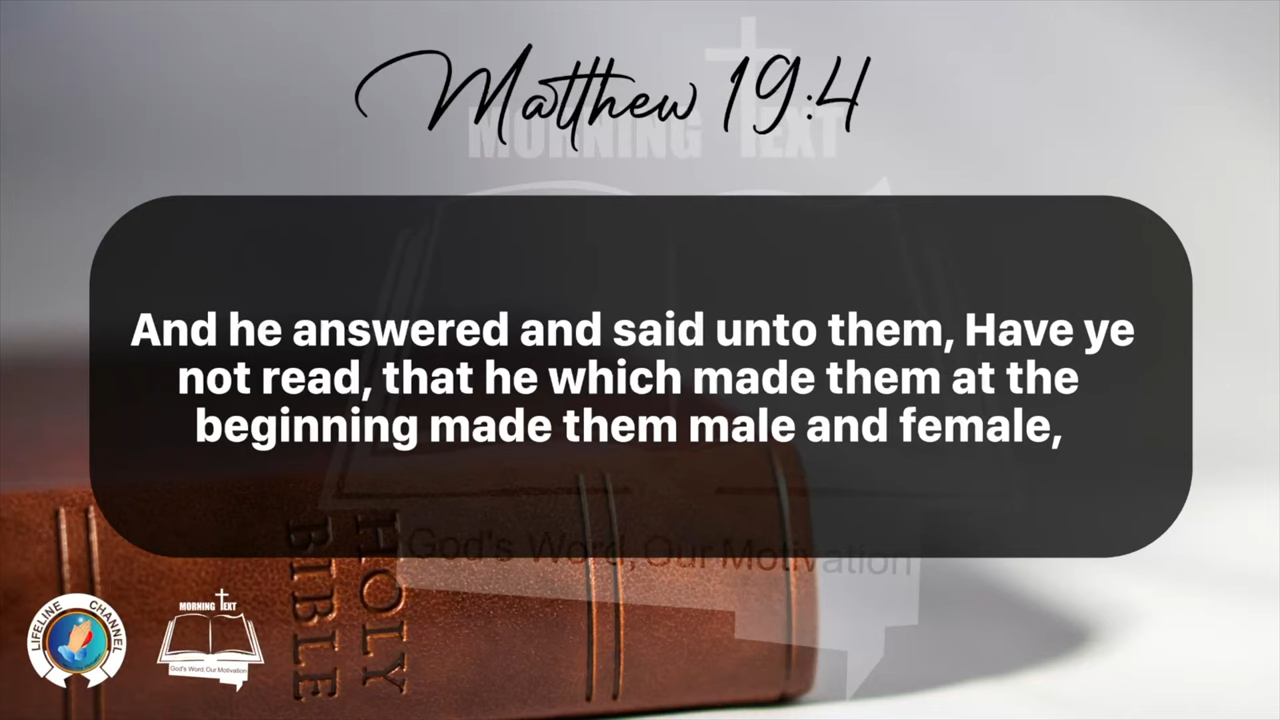 Matthew 19:4
MORNING TEXT
And he answered and said unto them, Have ye
not read, that he which made them at the
beginning made them male and female,
God's Word, Our Motivation
HOLY
BIBLE
LIFELINE CHANNEL
MORNING TEXT
God's Word, Our Motivation